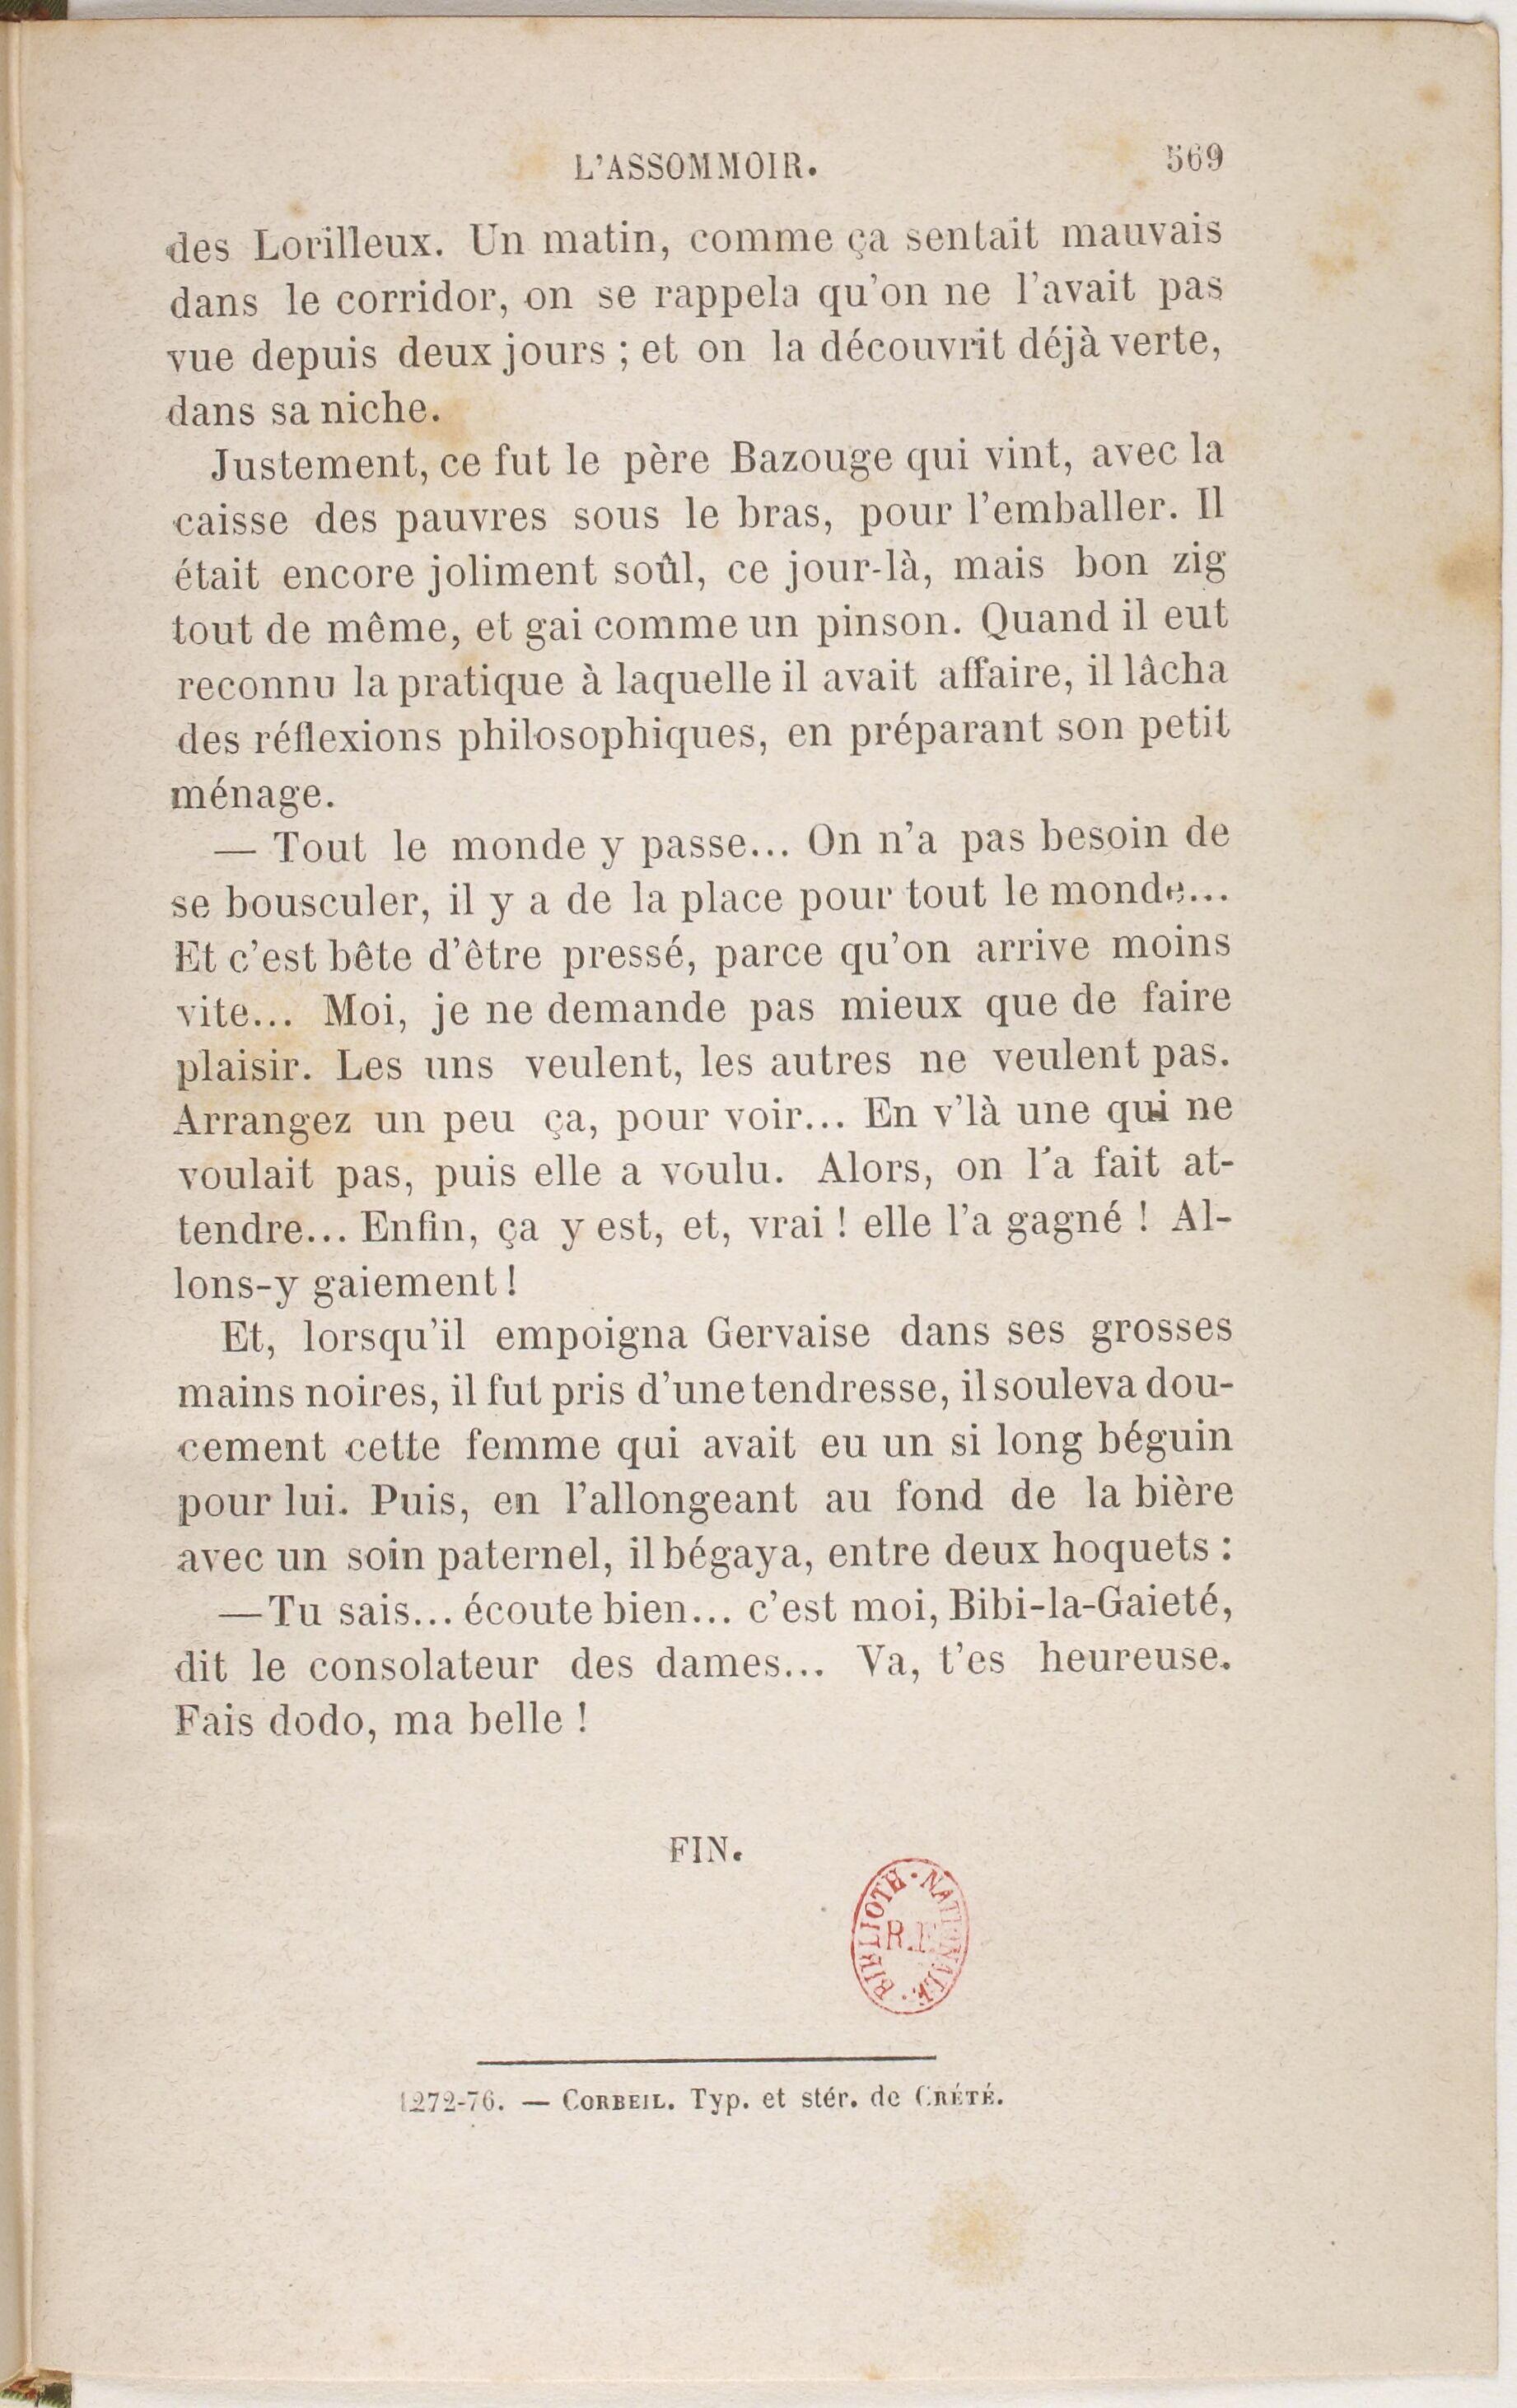 L'ASSOMMOIR. 569
des Lorilleux. Un matin, comme ça sentait mauvais
dans le corridor, on se rappela qu'on ne l'avait pas
vue depuis deux jours ; et on la découvrit déjà verte,
dans sa niche.
Justement, ce fut le père Bazouge qui vint, avec la
caisse des pauvres sous le bras, pour l'emballer. Il
était encore joliment soûl, ce jour-là, mais bon zig
tout de même, et gai comme un pinson. Quand il eut
reconnu la pratique à laquelle il avait affaire, il lâcha
des réflexions philosophiques, en préparant son petit
ménage.
— Tout le monde y passe... On n'a pas besoin de
se bousculer, il y a de la place pour tout le monde...
Et c'est bête d'être pressé, parce qu'on arrive moins
vite... Moi, je ne demande pas mieux que de faire
plaisir. Les uns veulent, les autres ne veulent pas.
Arrangez un peu ça, pour voir... En v'là une qui ne
voulait pas, puis elle a voulu. Alors, on l'a fait at-
tendre... Enfin, ça y est, et, vrai ! elle l'a gagné ! Al-
lons-y gaiement !
Et, lorsqu'il empoigna Gervaise dans ses grosses
mains noires, il fut pris d'une tendresse, il souleva dou-
cement cette femme qui avait eu un si long béguin
pour lui. Puis, en l'allongeant au fond de la bière
avec un soin paternel, il bégaya, entre deux hoquets :
— Tu sais... écoute bien... c'est moi, Bibi-la-Gaieté,
dit le consolateur des dames... Va, t'es heureuse.
Fais dodo, ma belle !
FIN.
BIBLIOTH. NATIONALE
R.F.
1272-76. — CORBEIL. Typ. et stér. de CRÉTÉ.